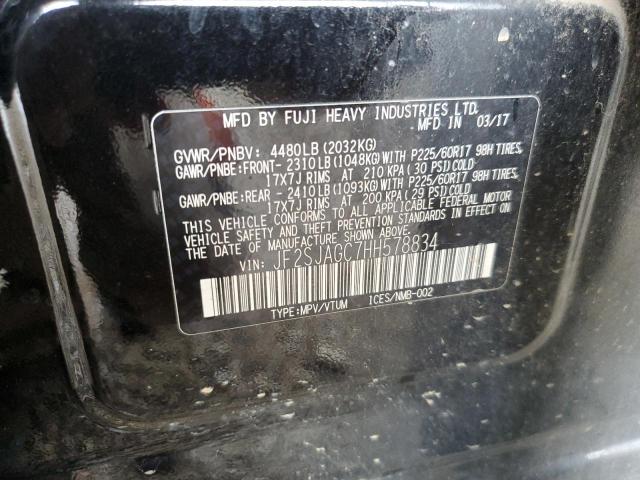 MFD BY FUJI HEAVY INDUSTRIES LTD.
MFD IN 03/17
GVWR/PNBV: 4480LB(2032KG)
GAWR/PNBE:FRONT-2310LB(1048KG)WITH P225/60R17 98H TIRES,
17X7J RIMS AT 210 KPA(30 PSI)COLD
GAWR/PNBE:REAR -2410LB(1093KG)WITH P225/60R17 98H TIRES,
17X7J RIMS AT 200 KPA(29 PSI)COLD
THIS VEHICLE CONFORMS TO ALL APPLICABLE FEDERAL MOTOR
VEHICLE SAFETY STANDARDS IN EFFECT ON
THE DATE OF MANUFACTURE SHOWN ABOVE.
VIN: JF2SJAGC7HH578834
TYPE:MPV/VTUM ICES/NMB-002